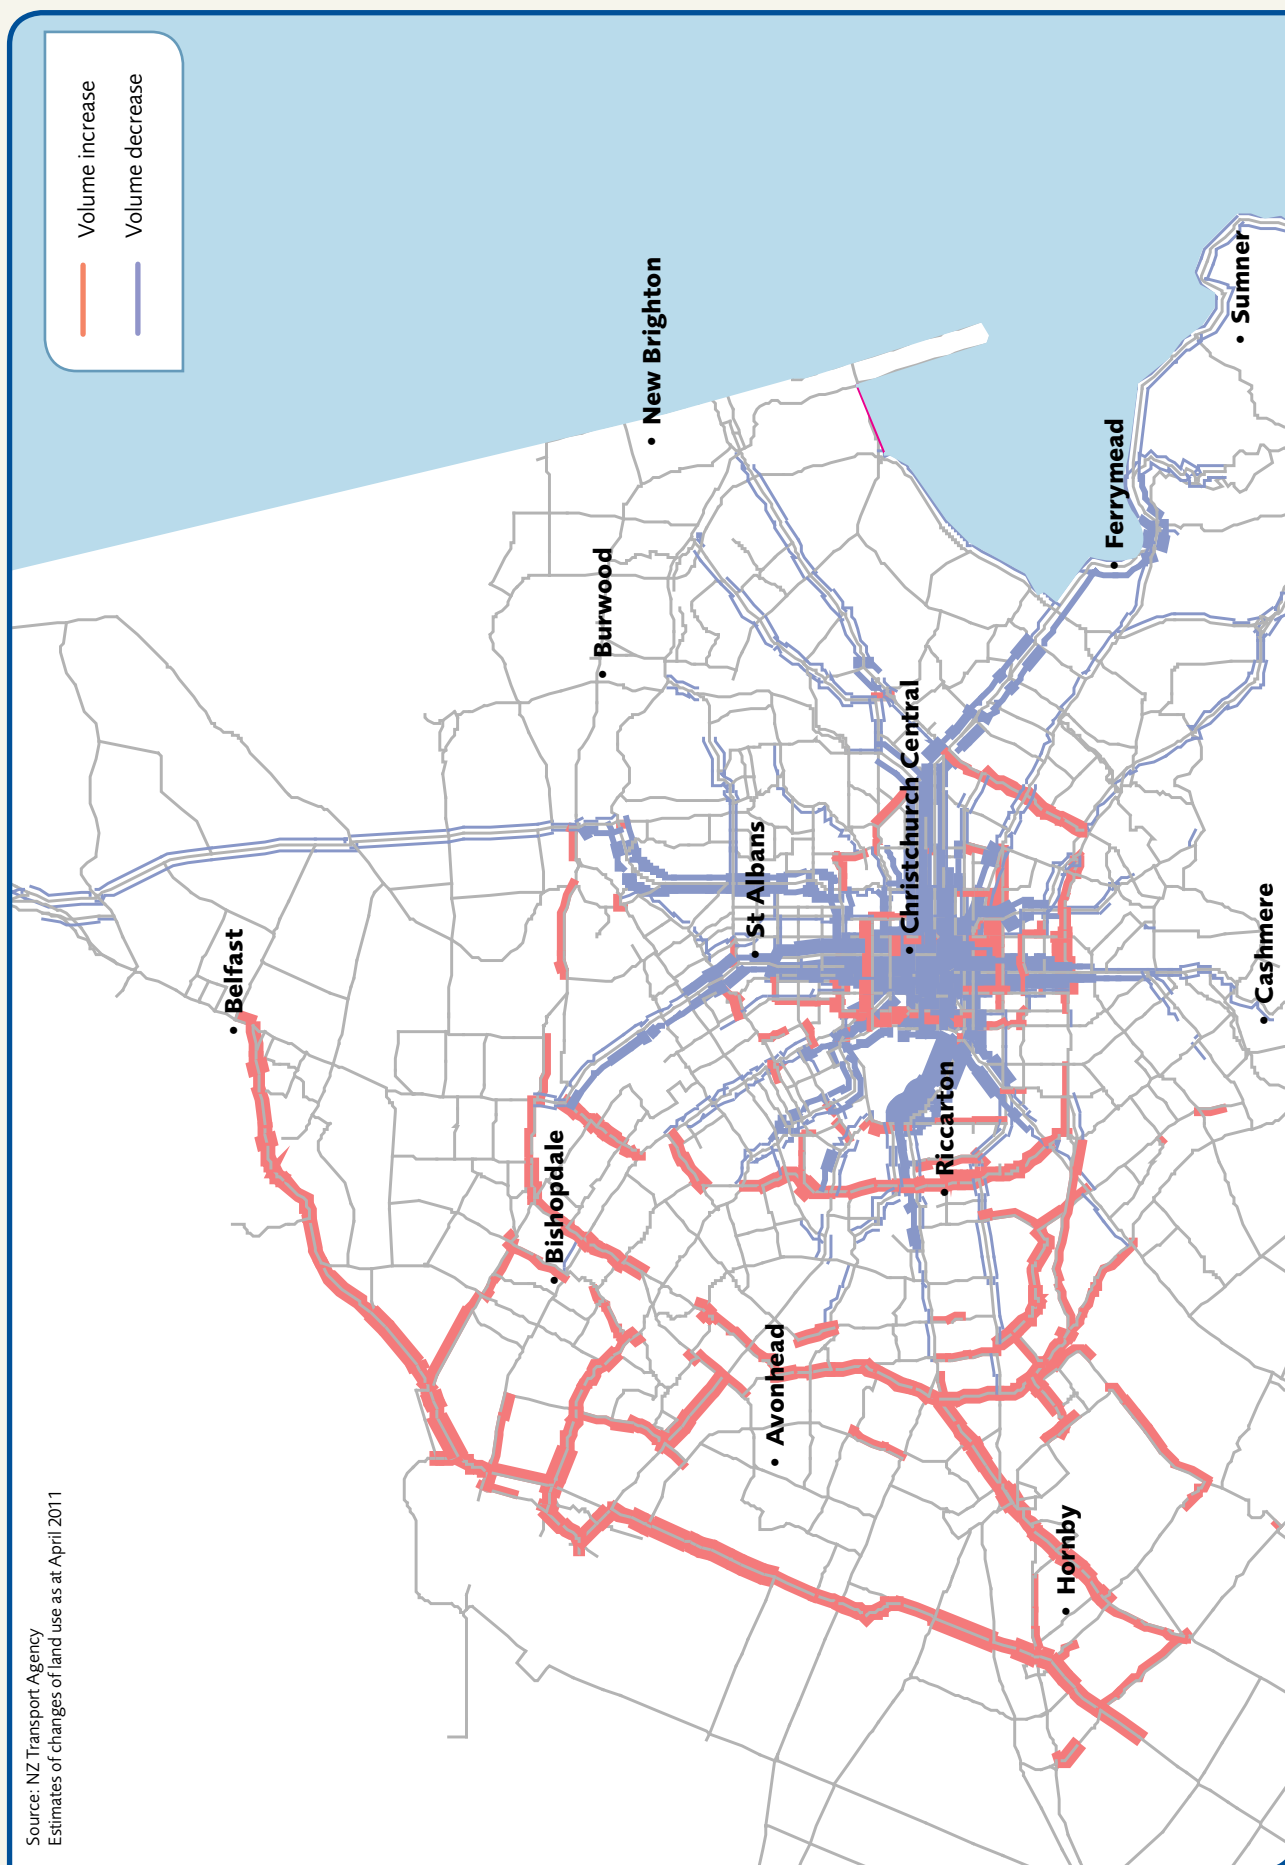 Source: NZ Transport Agency
Estimates of changes of land use as at April 2011
Volume increase
Volume decrease
Belfast
Bishopdale
Burwood
New Brighton
St Albans
Avonhead
Christchurch Central
Riccarton
Hornby
Ferrymead
Sumner
Cashmere